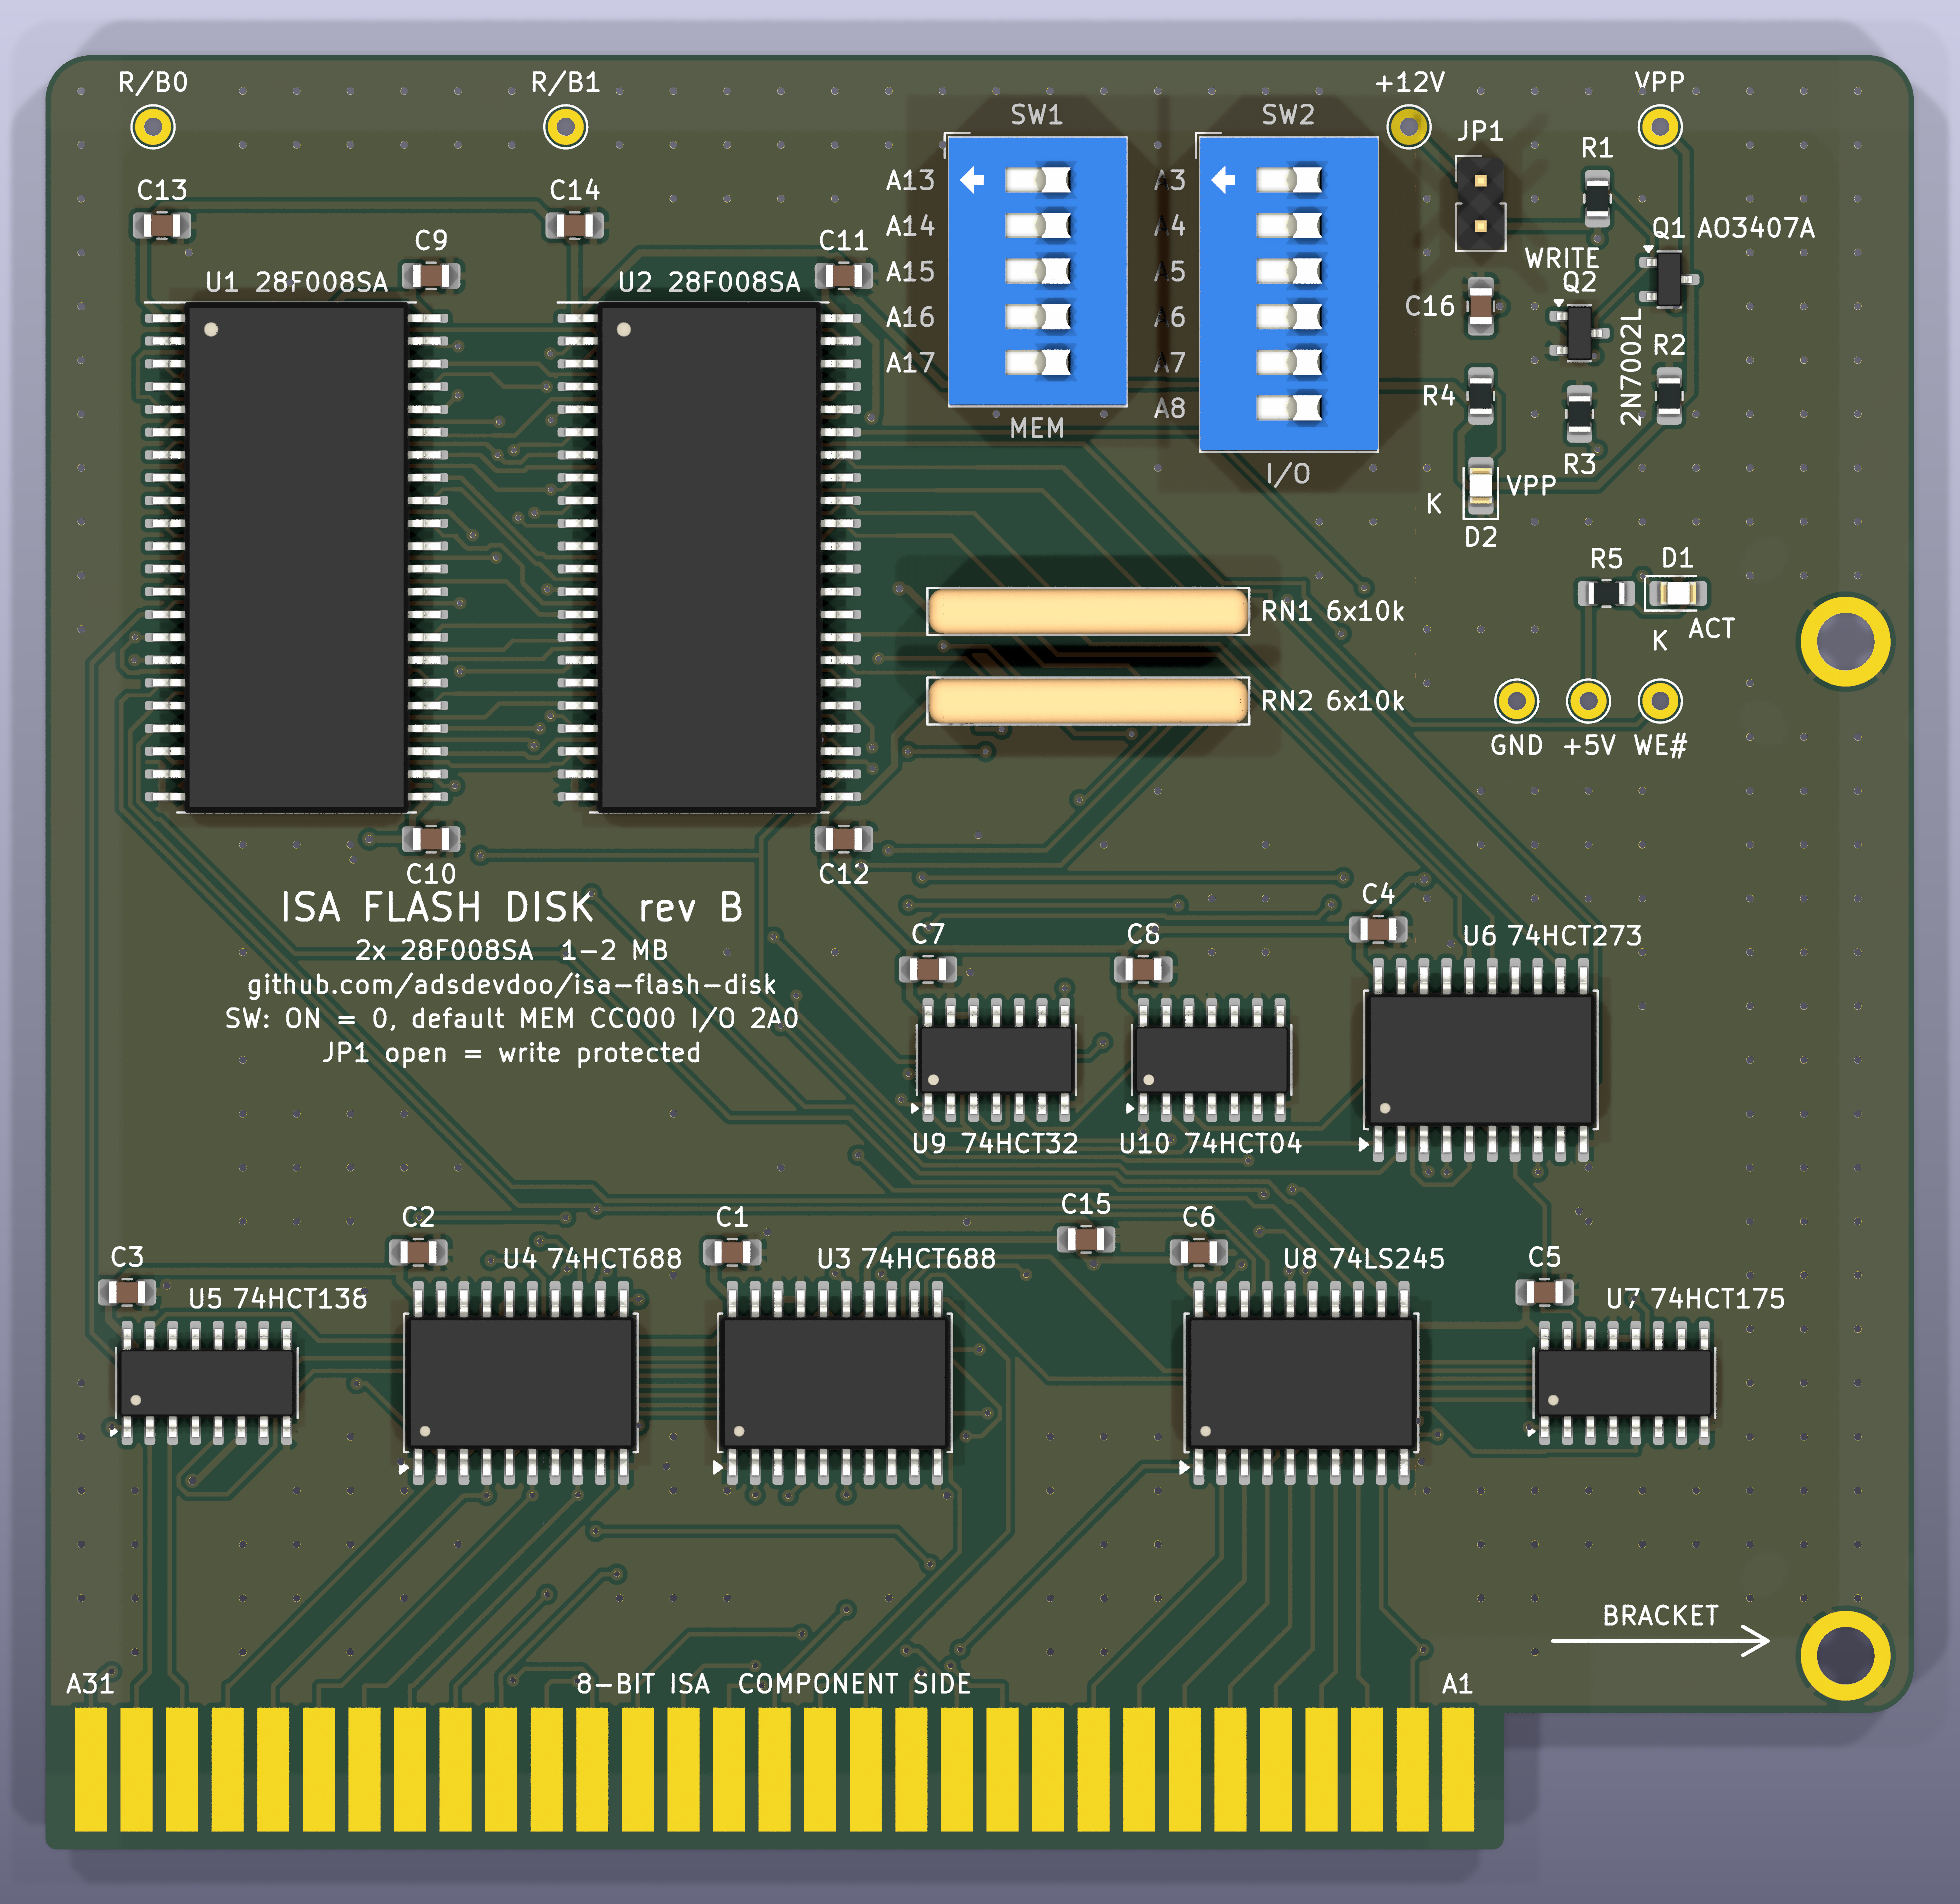 R/B0
R/B1
+12V
VPP
SW1
SW2
JP1
R1
C13
C14
A13
A3
A14
A4
A15
A5
A16
A6
A17
A7
A8
MEM
I/O
C9
C11
U1 28F008SA
U2 28F008SA
Q1 AO3407A
WRITE
Q2
C16
2N7002L
R2
R4
R3
K
VPP
D2
R5
D1
K
ACT
RN1 6x10k
RN2 6x10k
GND
+5V
WE#
C10
C12
ISA FLASH DISK rev B
2x 28F008SA 1-2 MB
github.com/adsdevdoo/isa-flash-disk
SW: ON = 0, default MEM CC000 I/O 2A0
JP1 open = write protected
C7
C8
C4
U6 74HCT273
U9 74HCT32
U10 74HCT04
C3
C2
C1
C15
C6
C5
U5 74HCT138
U4 74HCT688
U3 74HCT688
U8 74LS245
U7 74HCT175
BRACKET
A31
8-BIT ISA COMPONENT SIDE
A1